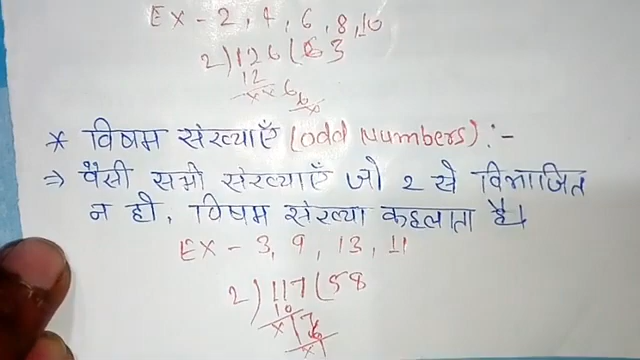 Ex - 2, 4, 6, 8, 10
2) 126 ( 63
12
× × 6
6
×
* विषम संख्याएँ (odd Numbers) :-
⇒ वैसी सभी संख्याएँ जो 2 से विभाजित
न हो, विषम संख्या कहलाता है।
Ex - 3, 9, 13, 11
2) 117 ( 58
10
× 17
16
× 1